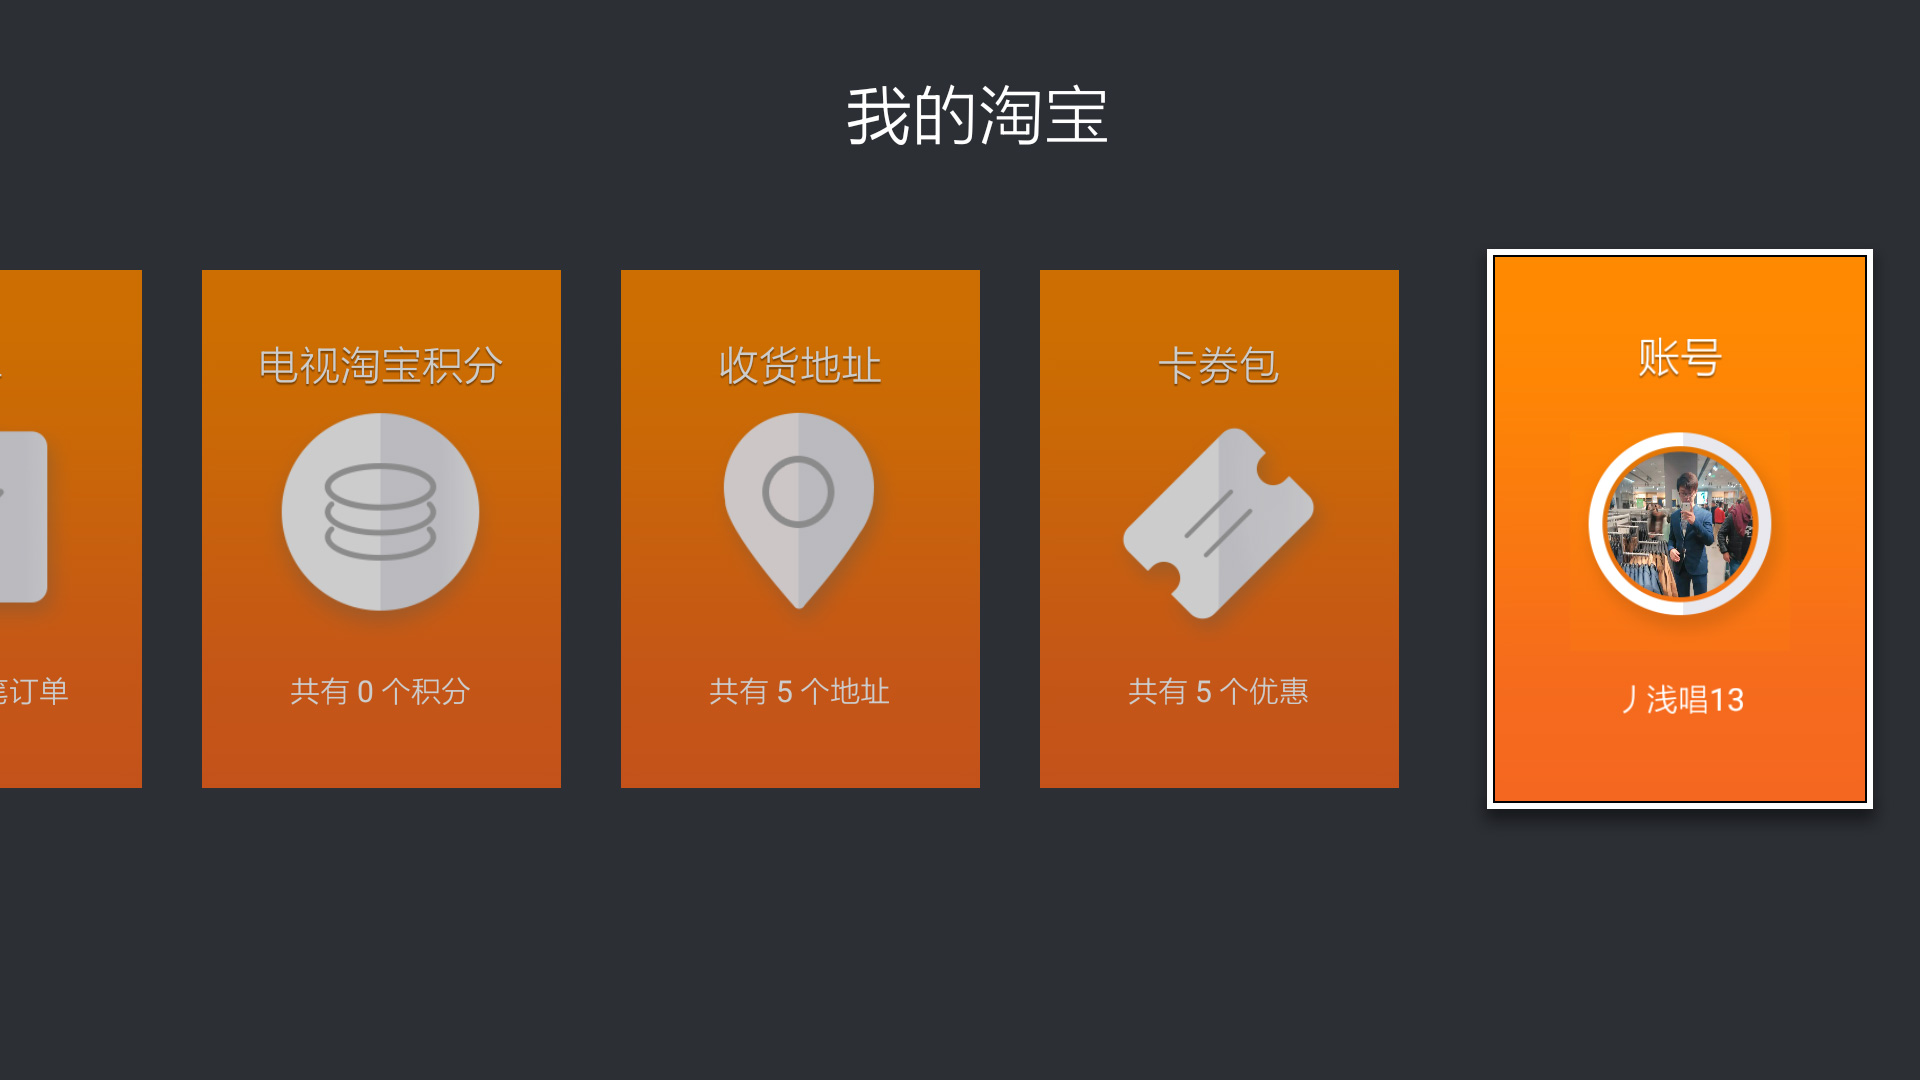 我的淘宝
电视淘宝积分
收货地址
卡券包
账号
订单
共有 0 个积分
共有 5 个地址
共有 5 个优惠
丿浅唱13